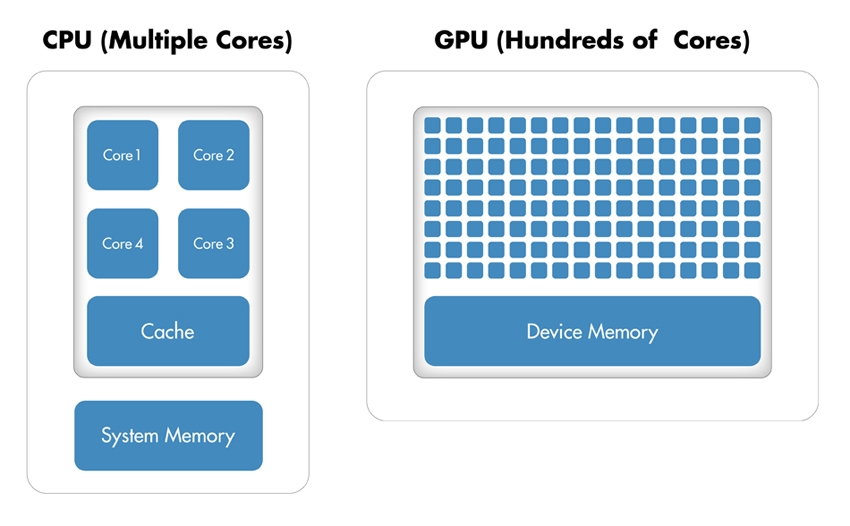 CPU (Multiple Cores)
GPU (Hundreds of Cores)
Core 1
Core 2
Core 4
Core 3
Cache
System Memory
Device Memory